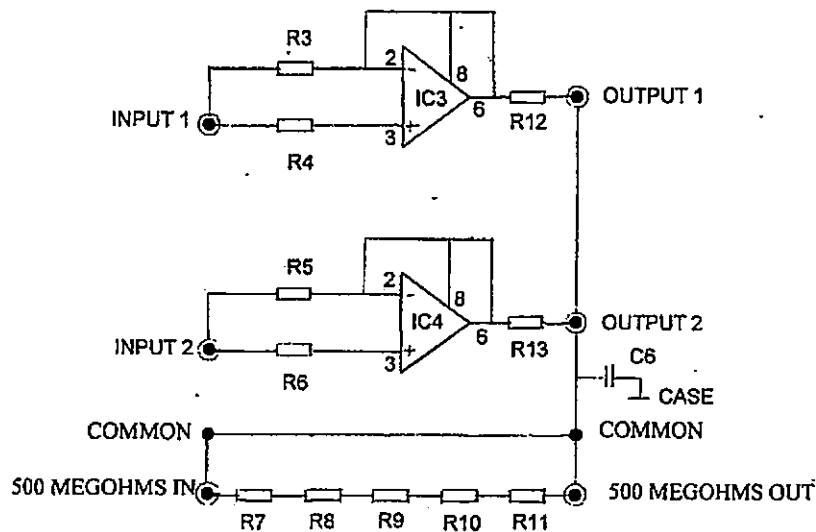 R3
2
-
8
IC3
6
INPUT 1
R12
OUTPUT 1
3
+
R4
R5
2
-
8
IC4
6
INPUT 2
R13
OUTPUT 2
3
+
R6
C6
CASE
COMMON
COMMON
500 MEGOHMS IN
500 MEGOHMS OUT
R7 R8 R9 R10 R11